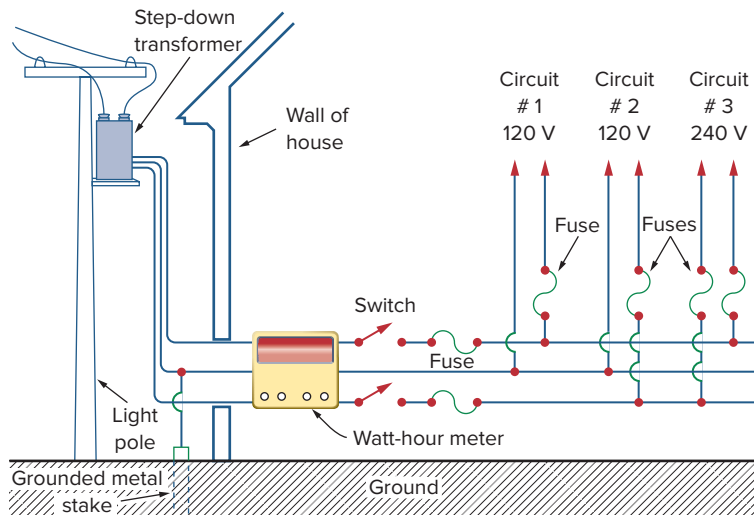 Step-down
transformer
Wall of
house
Circuit
# 1
120 V
Circuit
# 2
120 V
Circuit
# 3
240 V
Fuse
Fuses
Switch
Fuse
Light
pole
Watt-hour meter
Grounded metal
stake
Ground